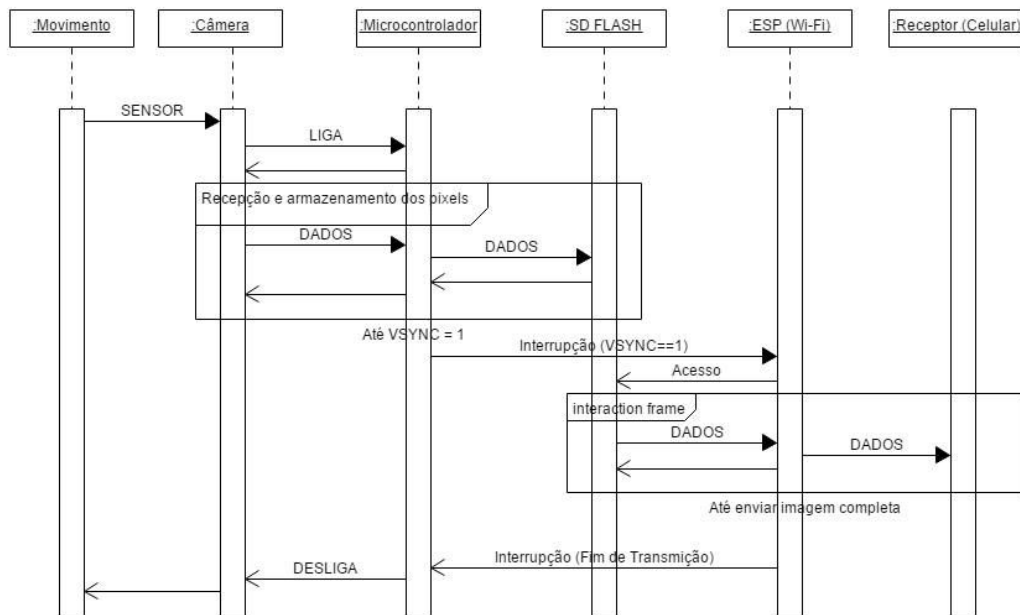 :Movimento
:Câmera
:Microcontrolador
:SD FLASH
:ESP (Wi-Fi)
:Receptor (Celular)
SENSOR
LIGA
Recepção e armazenamento dos pixels
DADOS
DADOS
Até VSYNC = 1
Interrupção (VSYNC==1)
Acesso
interaction frame
DADOS
DADOS
Até enviar imagem completa
Interrupção (Fim de Transmição)
DESLIGA